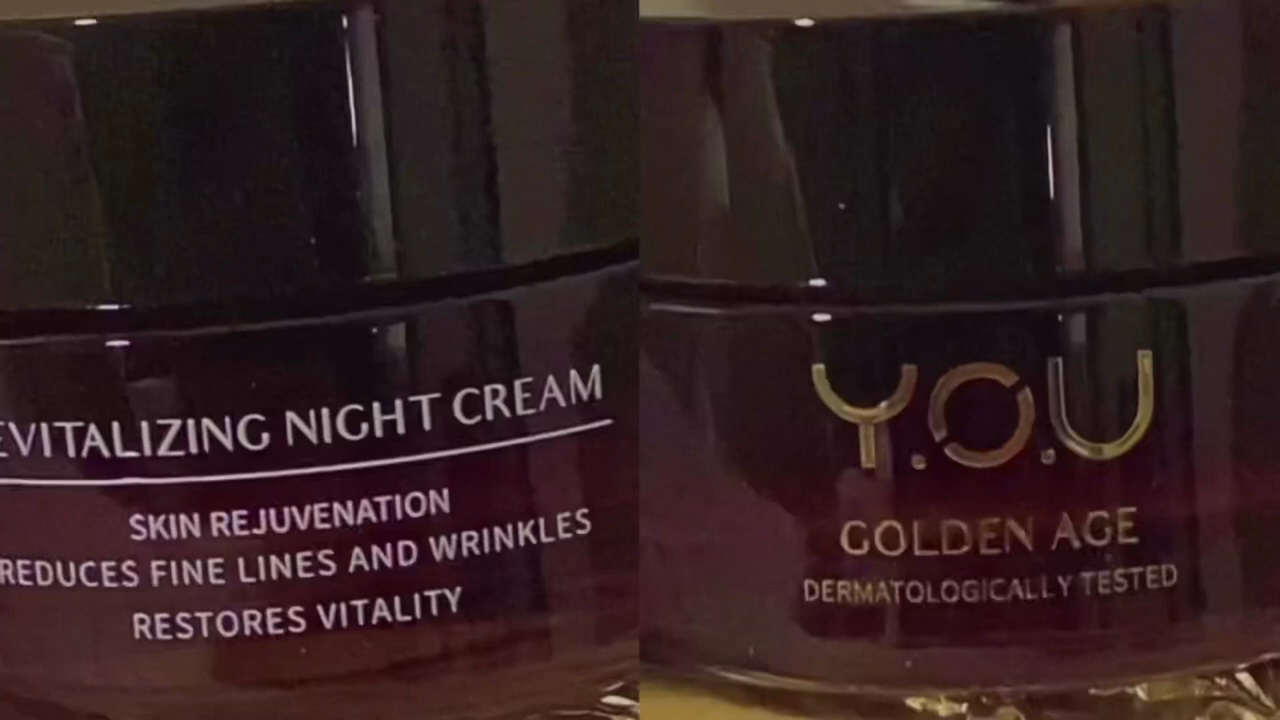 EVITALIZING NIGHT CREAM
SKIN REJUVENATION
REDUCES FINE LINES AND WRINKLES
RESTORES VITALITY
Y.O.U
GOLDEN AGE
DERMATOLOGICALLY TESTED